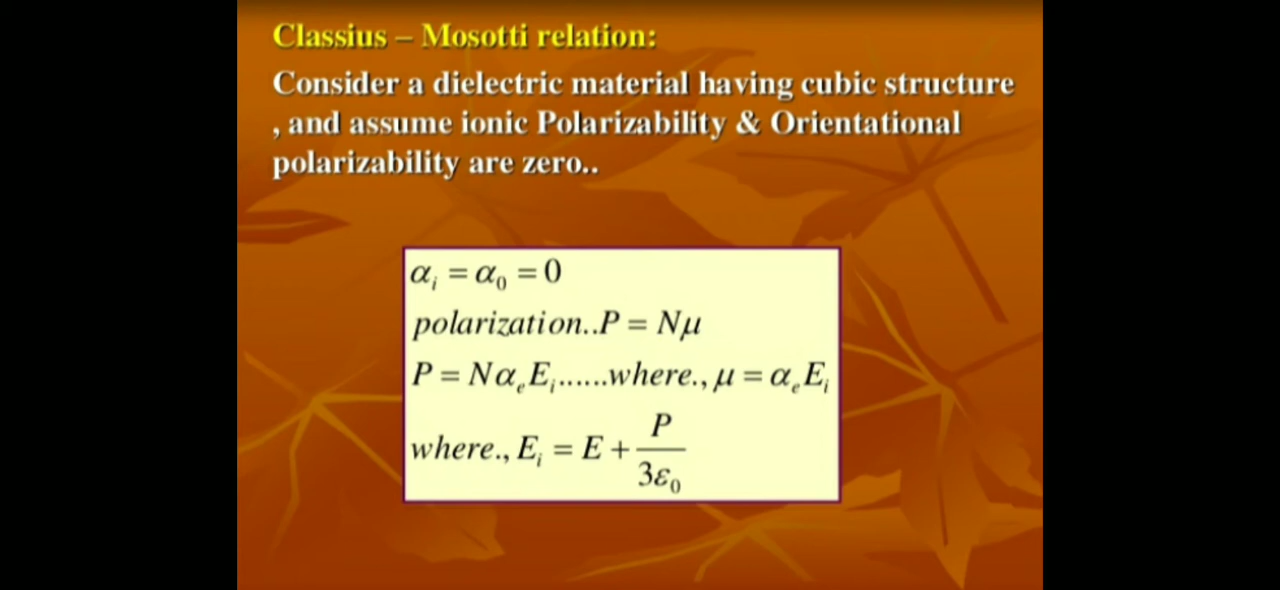 Classius – Mosotti relation:
Consider a dielectric material having cubic structure
, and assume ionic Polarizability & Orientational
polarizability are zero..
αᵢ = α₀ = 0
polarization..P = Nμ
P = NαₑEᵢ......where., μ = αₑEᵢ
where., Eᵢ = E + P/3ε₀